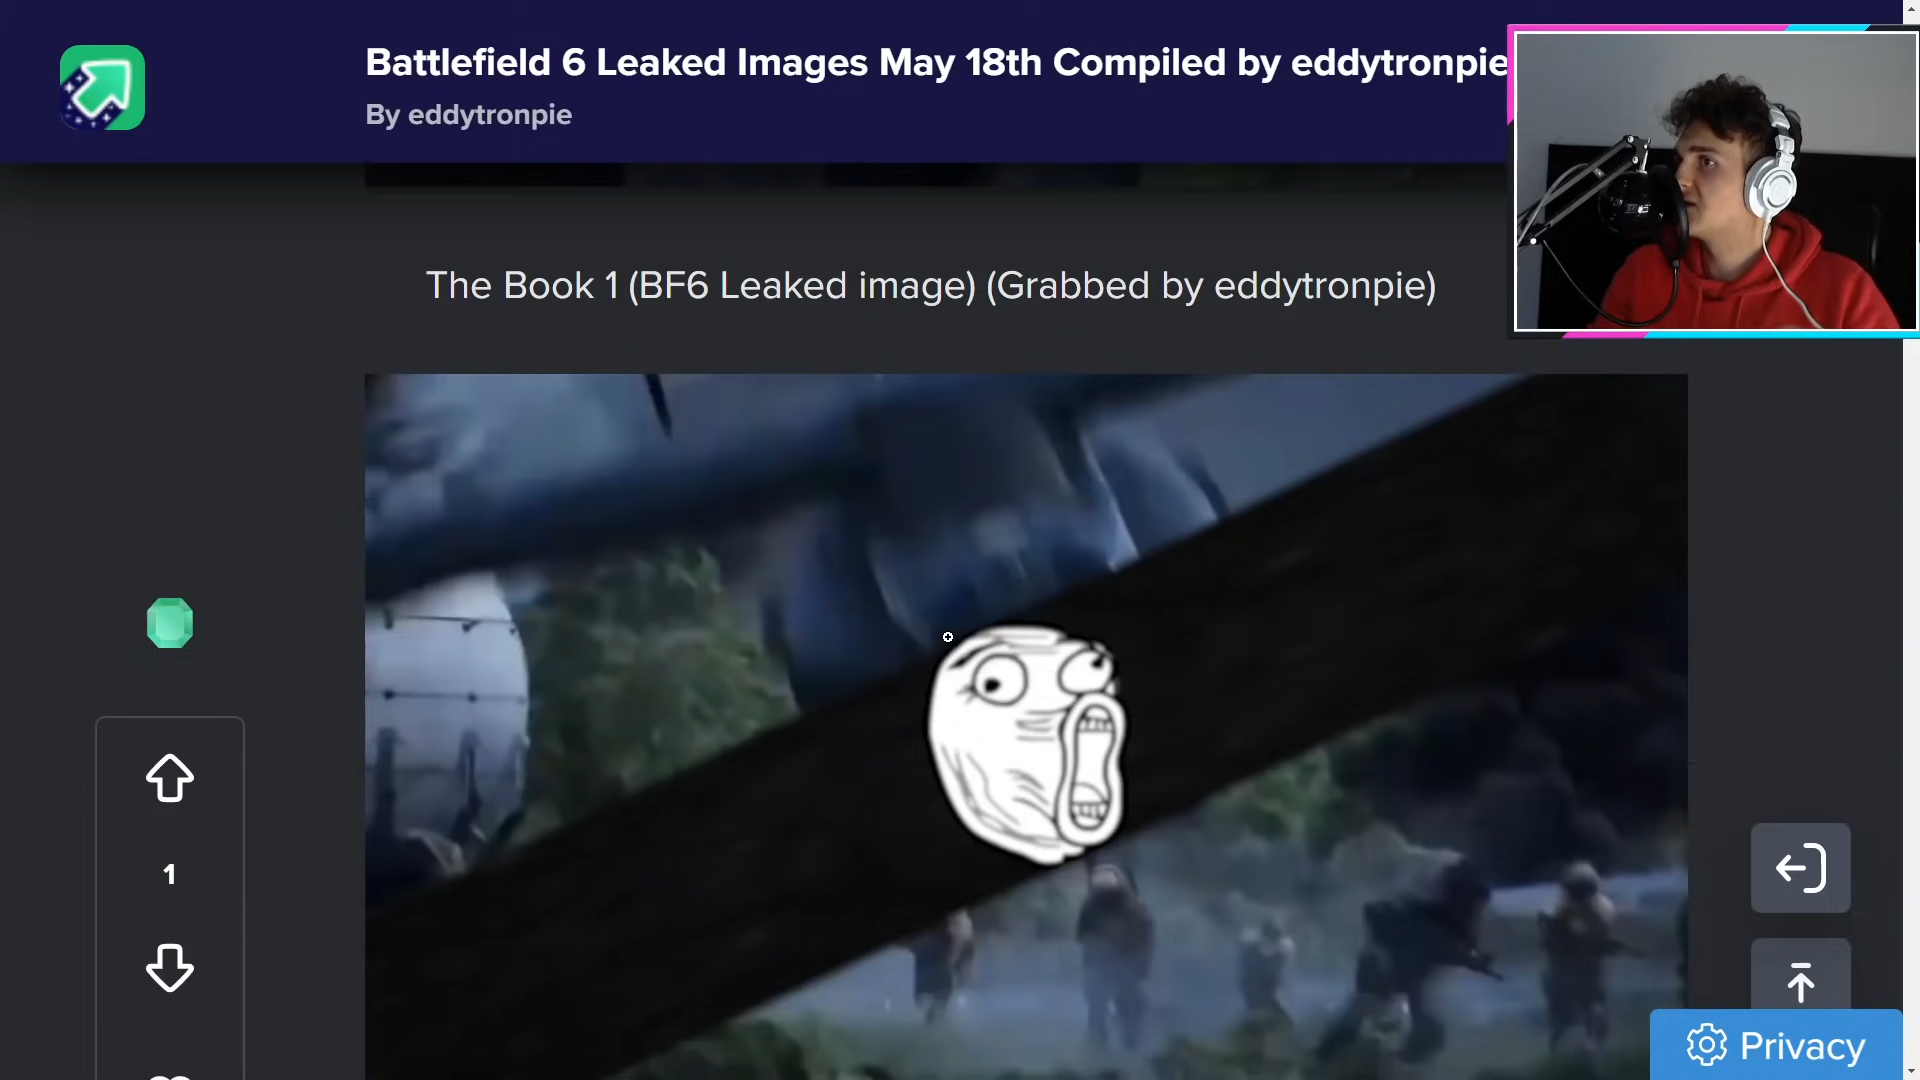 Battlefield 6 Leaked Images May 18th Compiled by eddytronpie
By eddytronpie
The Book 1 (BF6 Leaked image) (Grabbed by eddytronpie)
1
Privacy